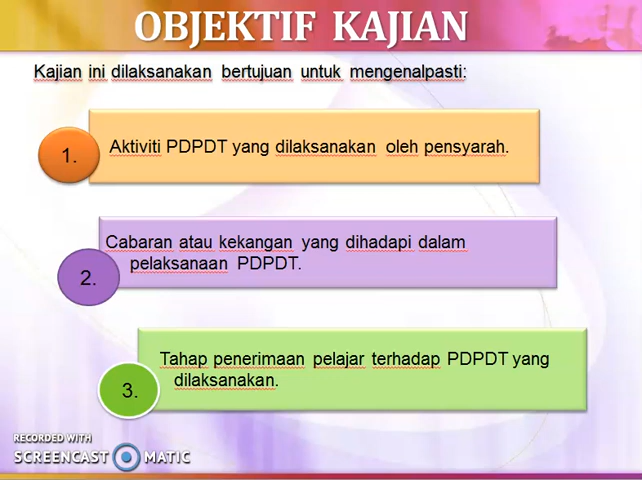 OBJEKTIF KAJIAN
Kajian ini dilaksanakan bertujuan untuk mengenalpasti:
1.
Aktiviti PDPDT yang dilaksanakan oleh pensyarah.
2.
Cabaran atau kekangan yang dihadapi dalam
pelaksanaan PDPDT.
3.
Tahap penerimaan pelajar terhadap PDPDT yang
dilaksanakan.
RECORDED WITH
SCREENCAST MATIC